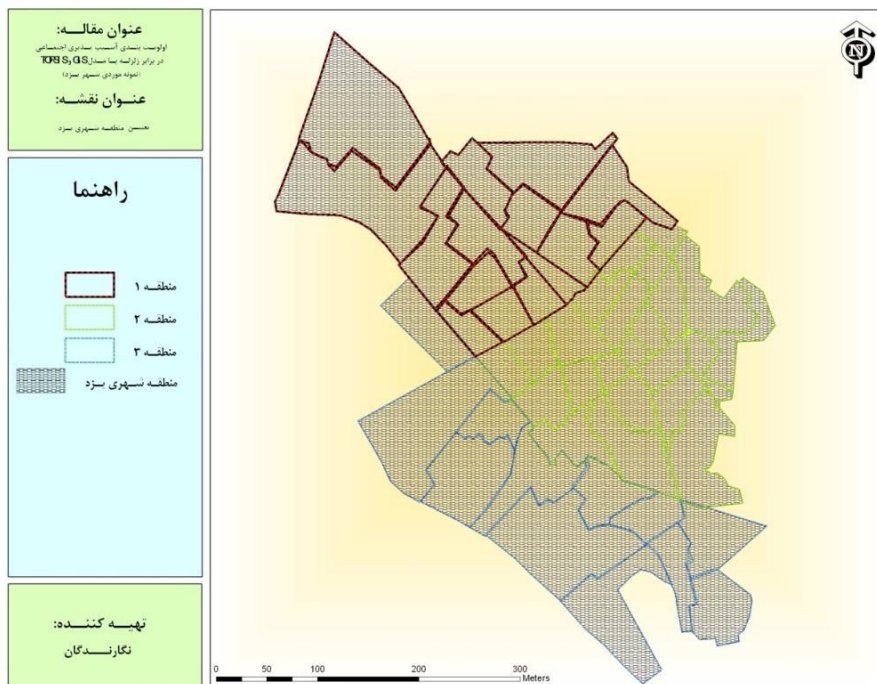 عنوان مقاله:
اولویت بندی آسیب پذیری اجتماعی
در برابر زلزله با مدل TOPSIS و GIS
(نمونه موردی شهر یزد)
عنوان نقشه:
تعیین منطقه شهری یزد
راهنما
منطقه ۱
منطقه ۲
منطقه ۳
منطقه شهری یزد
تهیه کننده:
نگارندگان
N
0 50 100 200 300
Meters